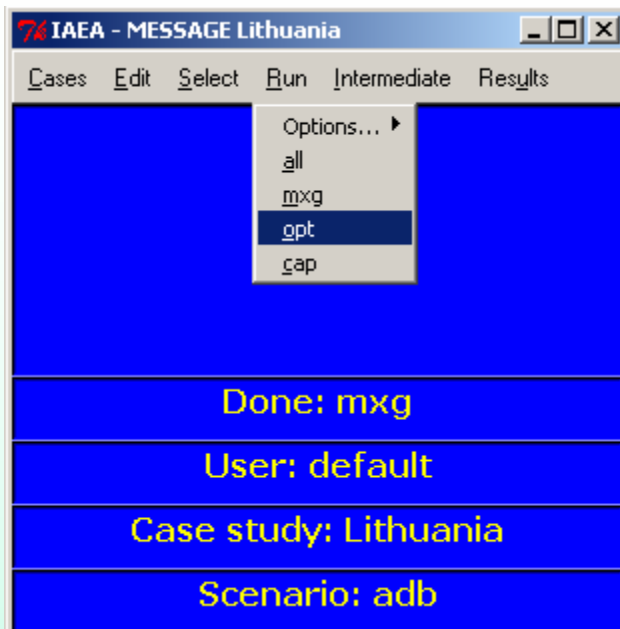 IAEA - MESSAGE Lithuania
Cases Edit Select Run Intermediate Results
Options...
all
mxg
opt
cap
Done: mxg
User: default
Case study: Lithuania
Scenario: adb